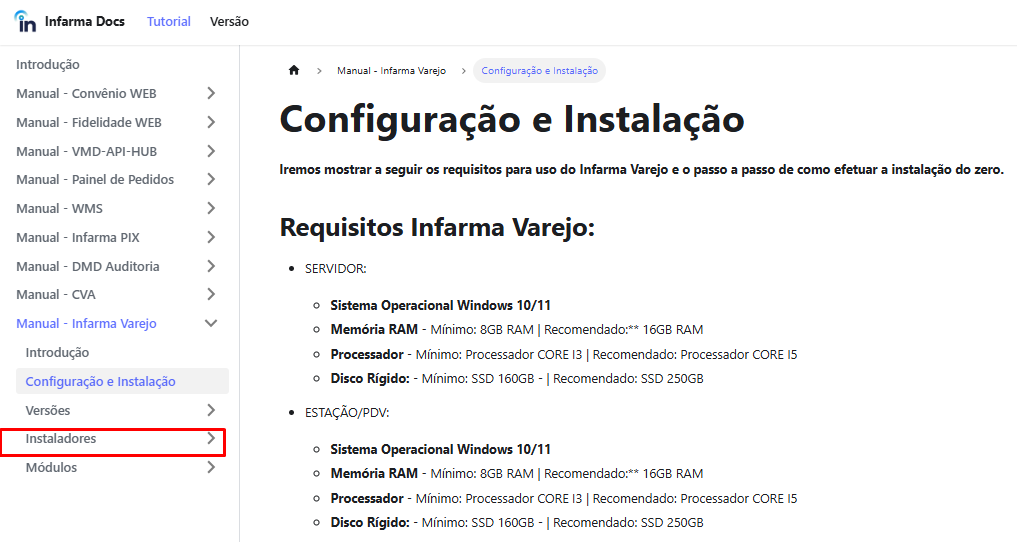 Infarma Docs Tutorial Versão
Introdução
Manual - Convênio WEB
Manual - Fidelidade WEB
Manual - VMD-API-HUB
Manual - Painel de Pedidos
Manual - WMS
Manual - Infarma PIX
Manual - DMD Auditoria
Manual - CVA
Manual - Infarma Varejo
Introdução
Configuração e Instalação
Versões
Instaladores
Módulos
Manual - Infarma Varejo Configuração e Instalação
Configuração e Instalação
Iremos mostrar a seguir os requisitos para uso do Infarma Varejo e o passo a passo de como efetuar a instalação do zero.
Requisitos Infarma Varejo:
SERVIDOR:
Sistema Operacional Windows 10/11
Memória RAM - Mínimo: 8GB RAM | Recomendado:** 16GB RAM
Processador - Mínimo: Processador CORE I3 | Recomendado: Processador CORE I5
Disco Rígido: - Mínimo: SSD 160GB - | Recomendado: SSD 250GB
ESTAÇÃO/PDV:
Sistema Operacional Windows 10/11
Memória RAM - Mínimo: 8GB RAM | Recomendado:** 16GB RAM
Processador - Mínimo: Processador CORE I3 | Recomendado: Processador CORE I5
Disco Rígido: - Mínimo: SSD 160GB - | Recomendado: SSD 250GB